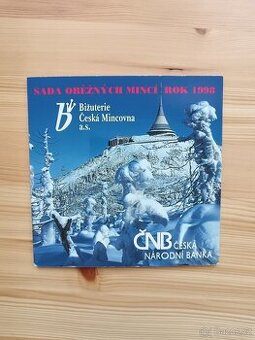 SADA OBĚŽNÝCH MINCÍ ROK 1998
Bižuterie
Česká Mincovna
a.s.
ČNB ČESKÁ
NÁRODNÍ BANKA